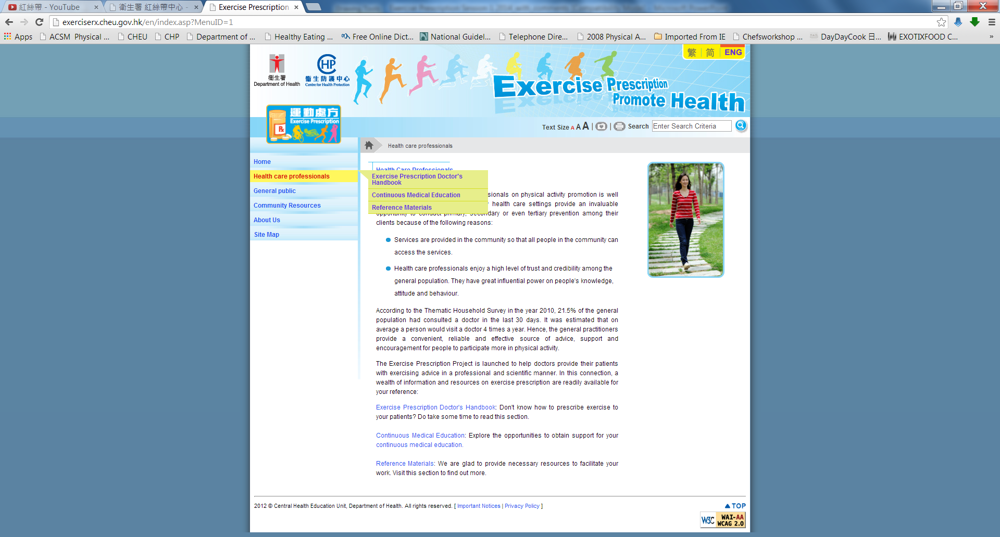 紅絲帶 - YouTube
衞生署 紅絲帶中心 -
Exercise Prescription
exerciserx.cheu.gov.hk/en/index.asp?MenuID=1
Apps
ACSM Physical ...
CHEU
CHP
Department of ...
Healthy Eating ...
Free Online Dict...
National Guidel...
Telephone Dire...
2008 Physical A...
Imported From IE
Chefsworkshop ...
DayDayCook 日...
EXOTIXFOOD C...
»
衞生署
Department of Health
CHP
衞生防護中心
Centre for Health Protection
繁 | 简 | ENG
Exercise Prescription
Promote Health
運動處方
Exercise Prescription
Rx
Text Size A A A | | Search Enter Search Criteria
Health care professionals
Home
Health care professionals
General public
Community Resources
About Us
Site Map
Health Care Professionals
Exercise Prescription Doctor's
Handbook
Continuous Medical Education
Reference Materials
sionals on physical activity promotion is well
health care settings provide an invaluable
opportunity to conduct primary, secondary or even tertiary prevention among their
clients because of the following reasons:
Services are provided in the community so that all people in the community can
access the services.
Health care professionals enjoy a high level of trust and credibility among the
general population. They have great influential power on people's knowledge,
attitude and behaviour.
According to the Thematic Household Survey in the year 2010, 21.5% of the general
population had consulted a doctor in the last 30 days. It was estimated that on
average a person would visit a doctor 4 times a year. Hence, the general practitioners
provide a convenient, reliable and effective source of advice, support and
encouragement for people to participate more in physical activity.
The Exercise Prescription Project is launched to help doctors provide their patients
with exercising advice in a professional and scientific manner. In this connection, a
wealth of information and resources on exercise prescription are readily available for
your reference:
Exercise Prescription Doctor's Handbook: Don't know how to prescribe exercise to
your patients? Do take some time to read this section.
Continuous Medical Education: Explore the opportunities to obtain support for your
continuous medical education.
Reference Materials: We are glad to provide necessary resources to facilitate your
work. Visit this section to find out more.
2012 © Central Health Education Unit, Department of Health. All rights reserved. [ Important Notices | Privacy Policy ]
TOP
W3C WAI-AA
WCAG 2.0